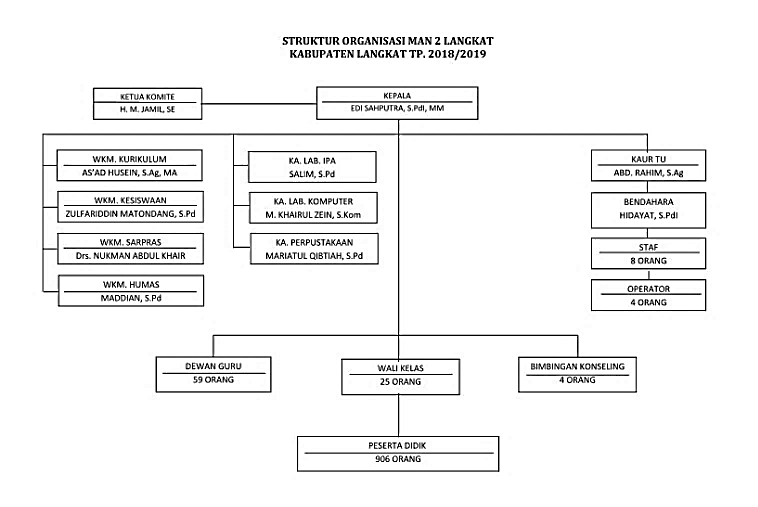 STRUKTUR ORGANISASI MAN 2 LANGKAT
KABUPATEN LANGKAT TP. 2018/2019
KETUA KOMITE
H. M. JAMIL, SE
KEPALA
EDI SAHPUTRA, S.PdI, MM
WKM. KURIKULUM
AS'AD HUSEIN, S.Ag, MA
WKM. KESISWAAN
ZULFARIDDIN MATONDANG, S.Pd
WKM. SARPRAS
Drs. NUKMAN ABDUL KHAIR
WKM. HUMAS
MADDIAN, S.Pd
KA. LAB. IPA
SALIM, S.Pd
KA. LAB. KOMPUTER
M. KHAIRUL ZEIN, S.Kom
KA. PERPUSTAKAAN
MARIATUL QIBTIAH, S.Pd
KAUR TU
ABD. RAHIM, S.Ag
BENDAHARA
HIDAYAT, S.PdI
STAF
8 ORANG
OPERATOR
4 ORANG
DEWAN GURU
59 ORANG
WALI KELAS
25 ORANG
BIMBINGAN KONSELING
4 ORANG
PESERTA DIDIK
906 ORANG